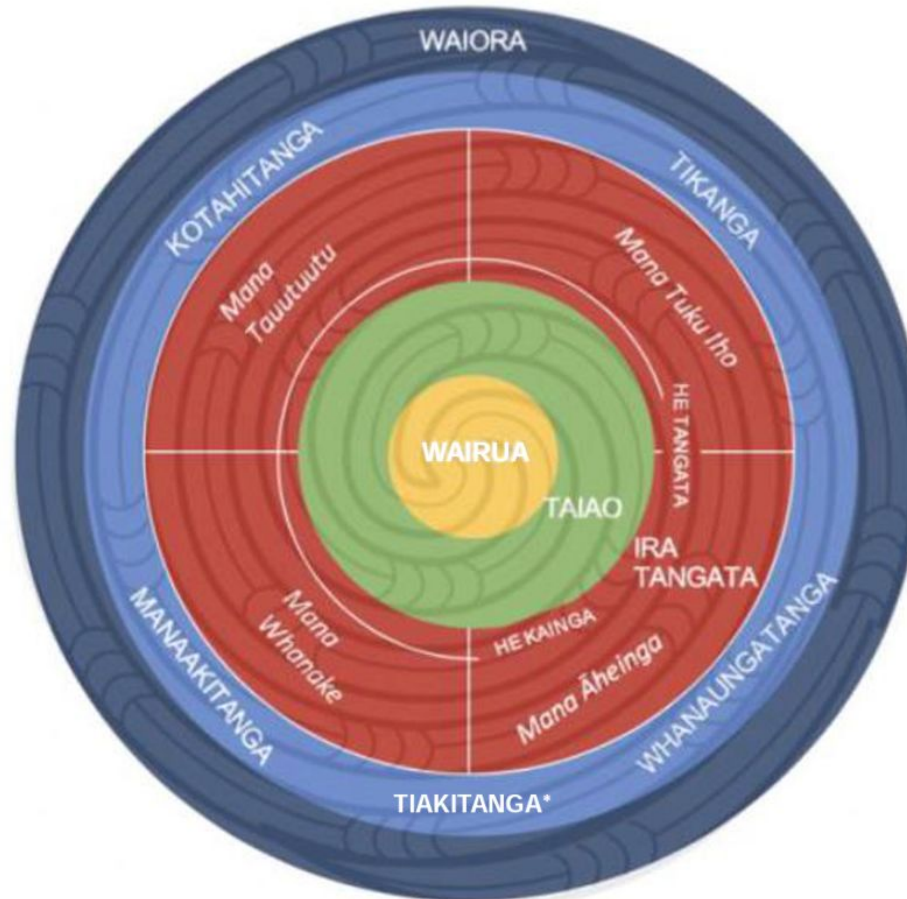 WAIORA
KOTAHITANGA
TIKANGA
Mana
Tauutuutu
Mana Tuku Iho
HE TANGATA
WAIRUA
TAIAO
IRA
TANGATA
HE KAINGA
Mana
Whanake
Mana Āheinga
MANAAKITANGA
WHANAUNGATANGA
TIAKITANGA*